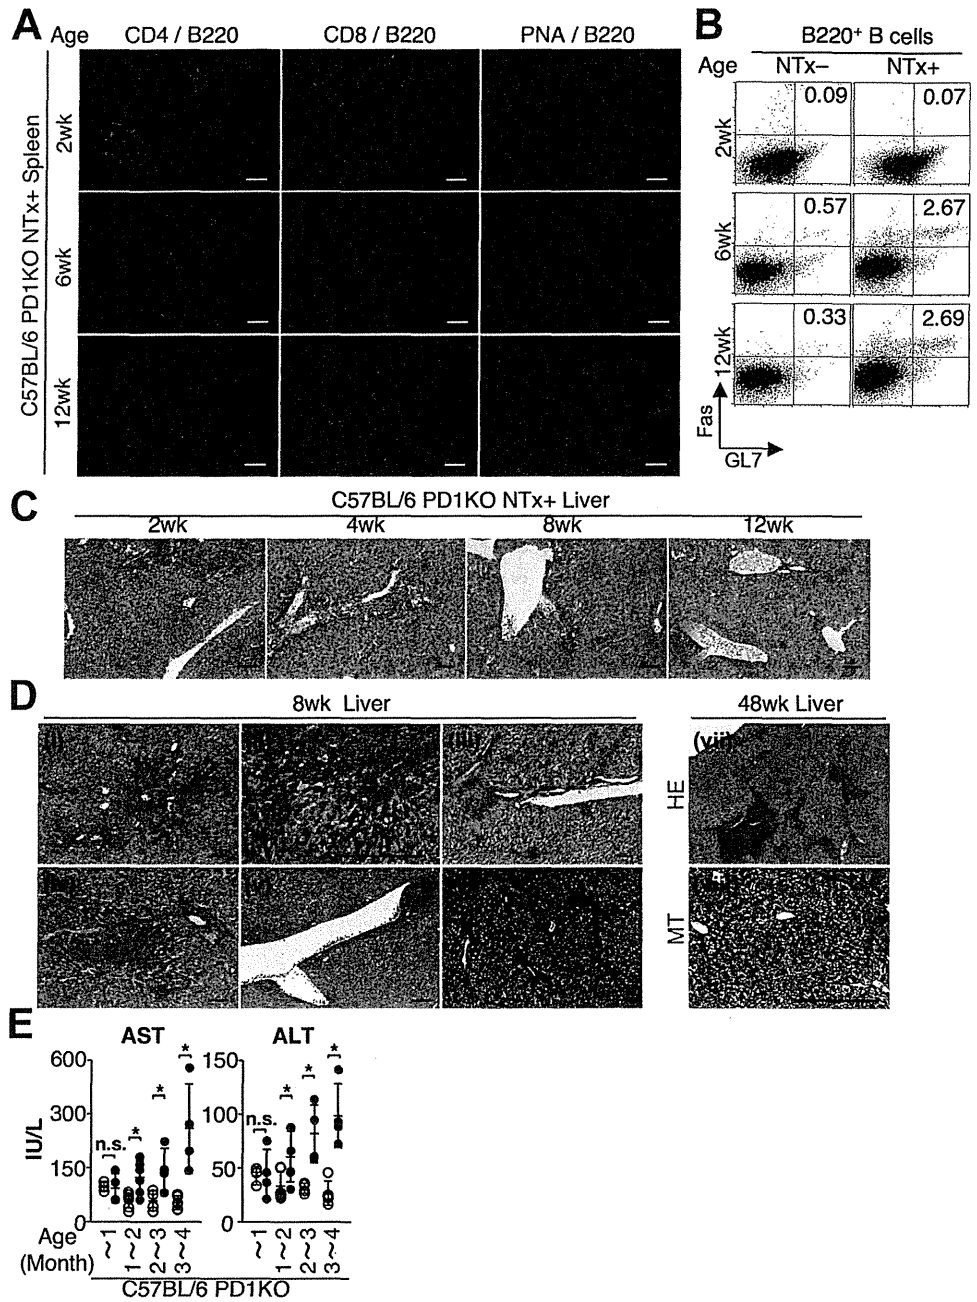 A
Age
CD4 / B220
CD8 / B220
PNA / B220
C57BL/6 PD1KO NTx+ Spleen
2wk
6wk
12wk
B
B220+ B cells
Age
NTx–
NTx+
2wk
0.09
0.07
6wk
0.57
2.67
12wk
0.33
2.69
Fas
GL7
C
C57BL/6 PD1KO NTx+ Liver
2wk
4wk
8wk
12wk
D
8wk Liver
48wk Liver
(i)
(iii)
(vii)
HE
(v)
MT
E
AST
ALT
IU/L
600
300
150
0
n.s.
*
*
*
150
100
50
0
n.s.
*
*
*
Age
(Month)
~1
1~2
2~3
3~4
~1
1~2
2~3
3~4
C57BL/6 PD1KO